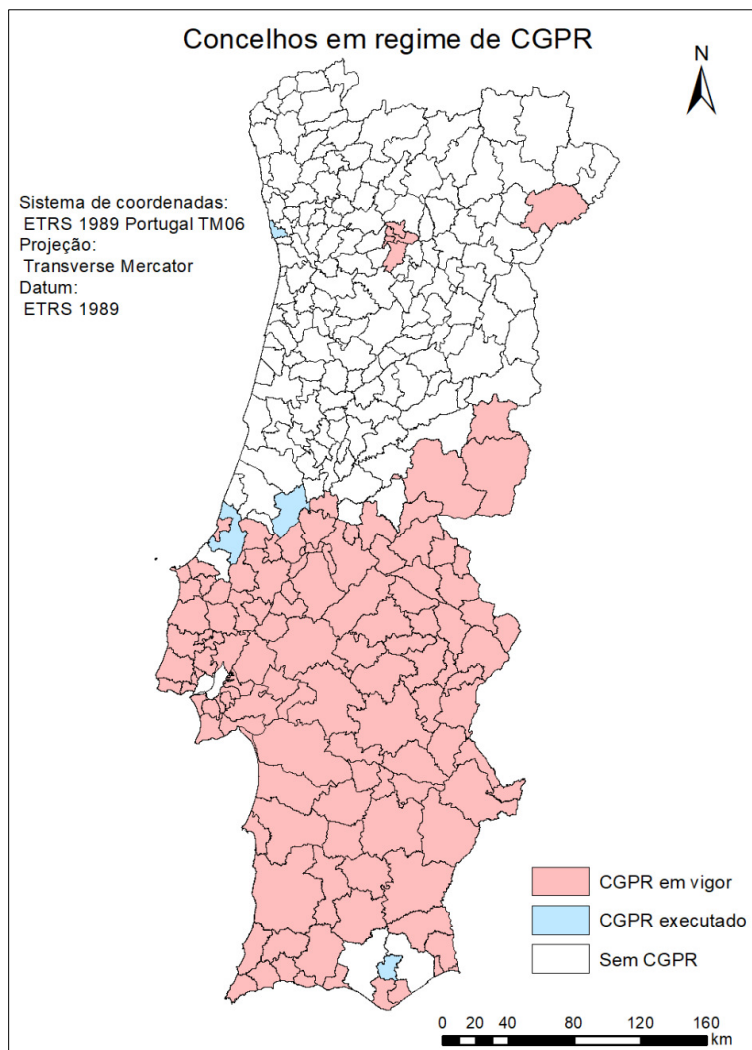 Concelhos em regime de CGPR
N
Sistema de coordenadas:
ETRS 1989 Portugal TM06
Projeção:
Transverse Mercator
Datum:
ETRS 1989
CGPR em vigor
CGPR executado
Sem CGPR
0 20 40 80 120 160
km